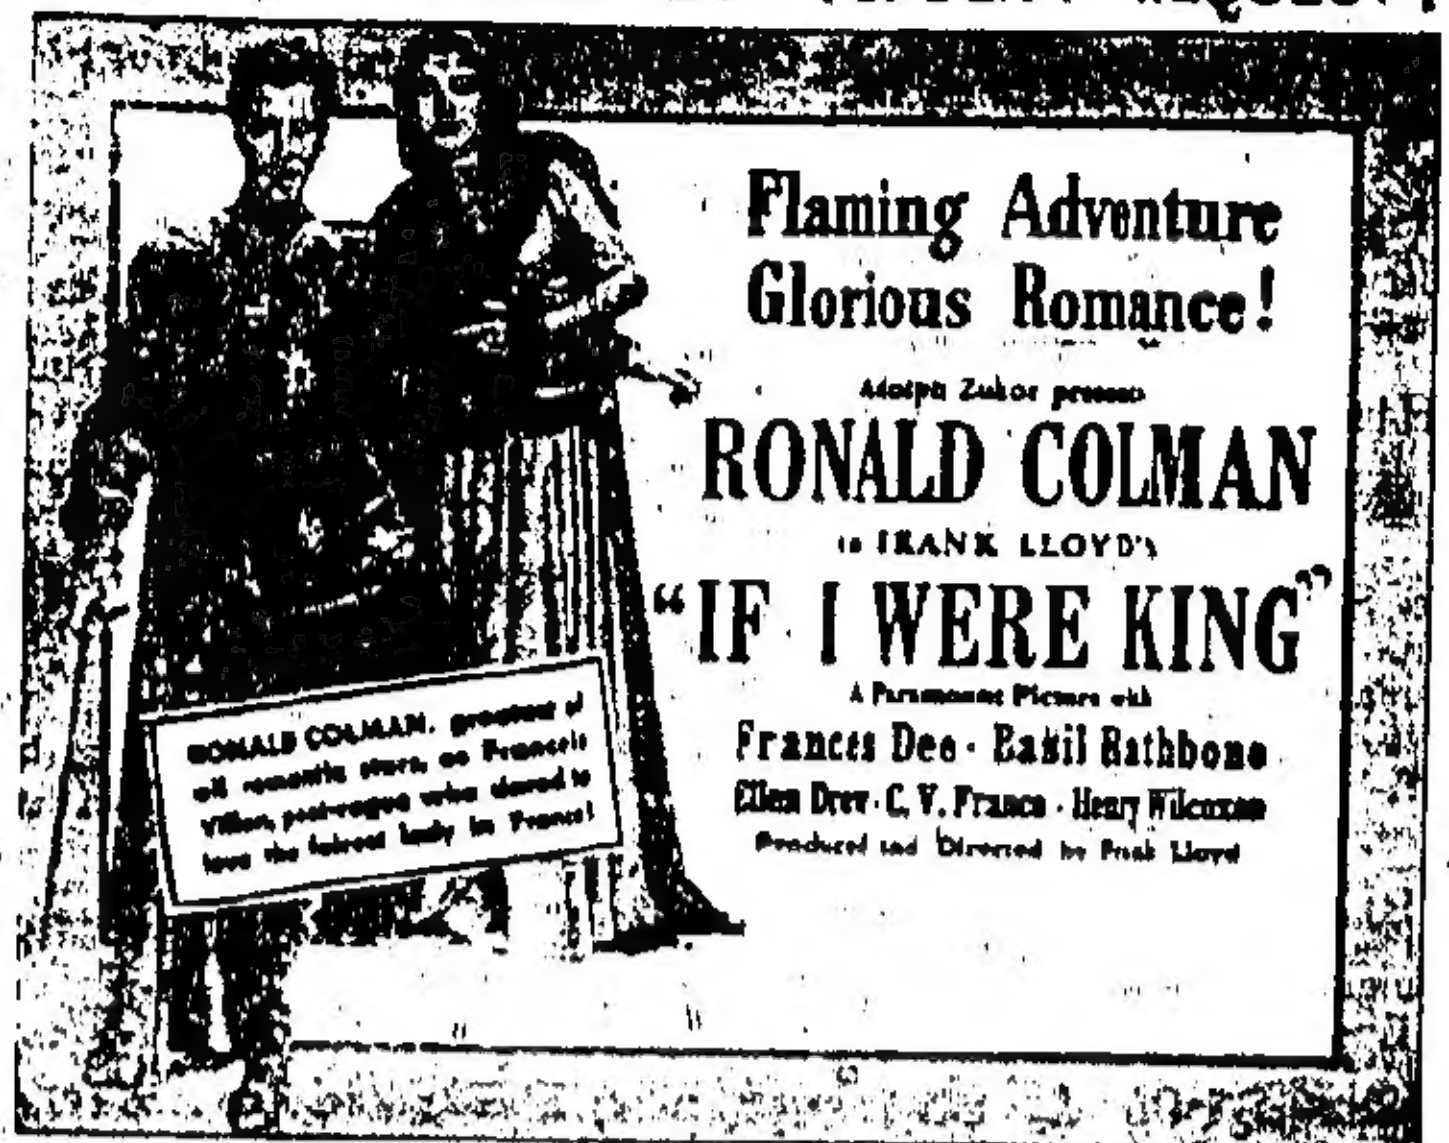 REQUEST!
Flaming Adventure
Glorious Romance!
Adolph Zukor presents
RONALD COLMAN
in FRANK LLOYD'S
"IF I WERE KING"
A Paramount Picture with
Frances Dee · Basil Rathbone
Ellen Drew · C. V. France · Henry Wilcoxon
Produced and Directed by Frank Lloyd
RONALD COLMAN, greatest of
all romantic stars, as Francois
Villon, poet-vagabond who dared to
love the fairest lady in France!